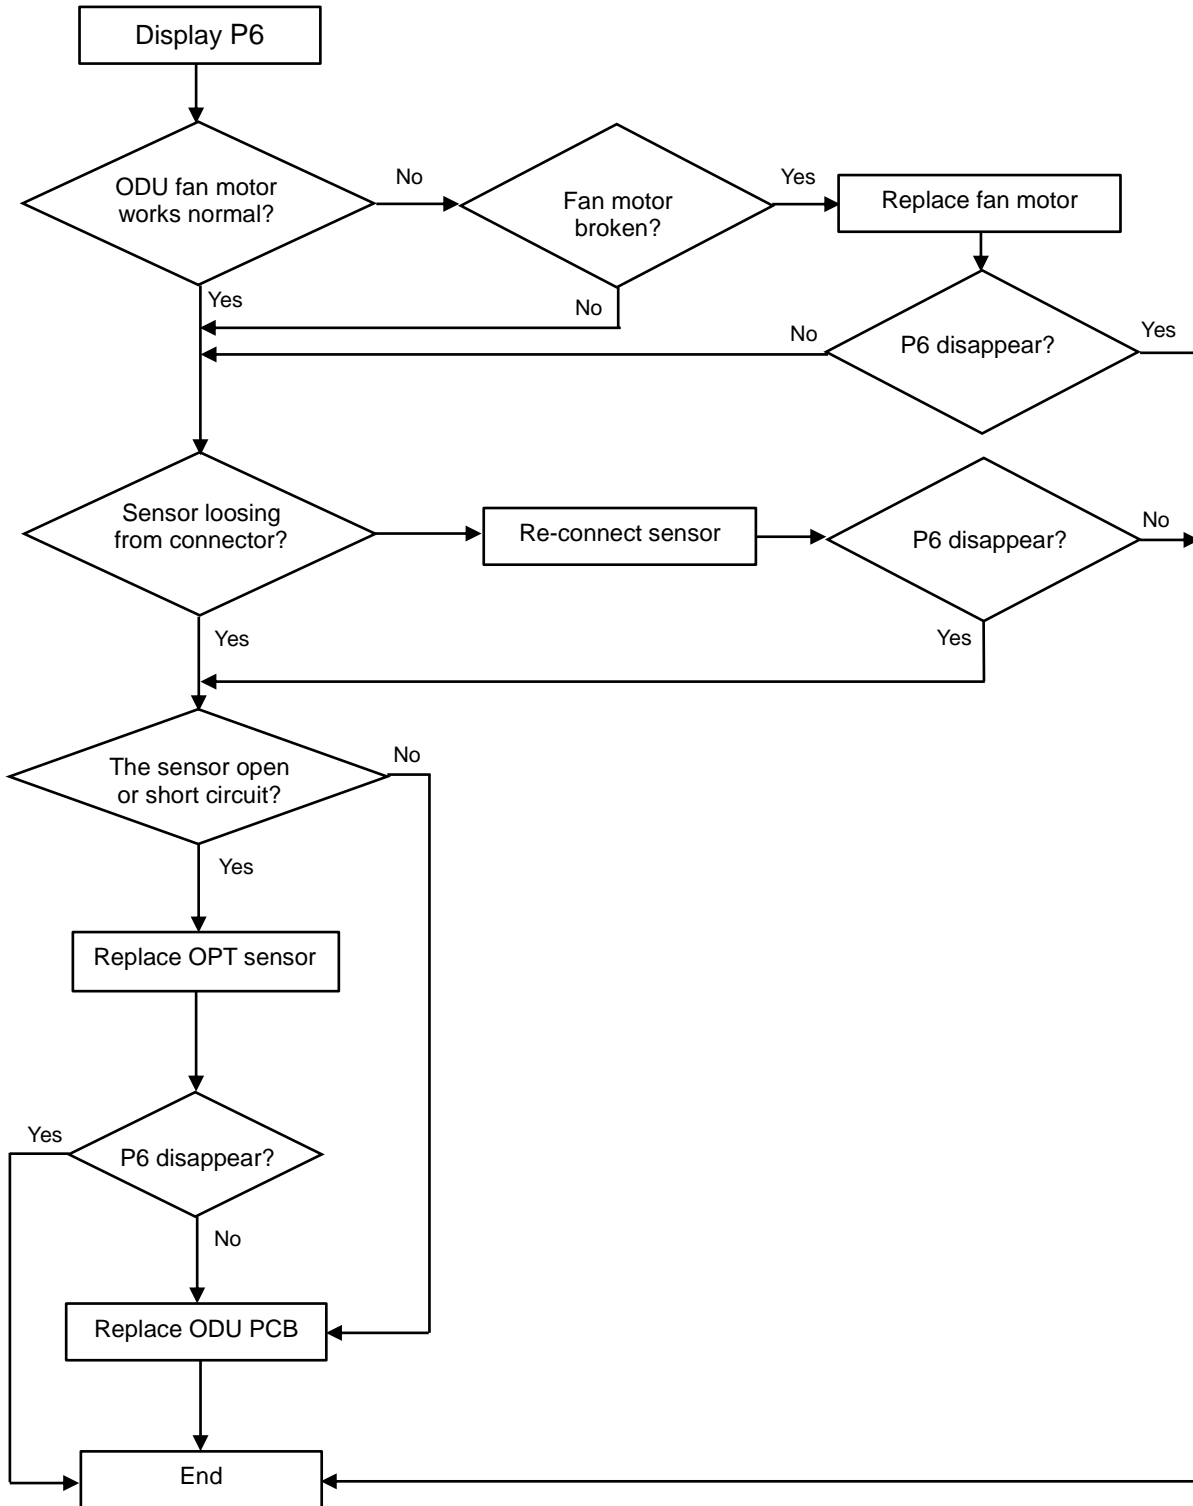 Display P6
ODU fan motor
works normal?
No
Fan motor
broken?
Yes
Replace fan motor
Yes
No
No
P6 disappear?
Yes
Sensor loosing
from connector?
Re-connect sensor
P6 disappear?
No
Yes
Yes
The sensor open
or short circuit?
No
Yes
Replace OPT sensor
Yes
P6 disappear?
No
Replace ODU PCB
End